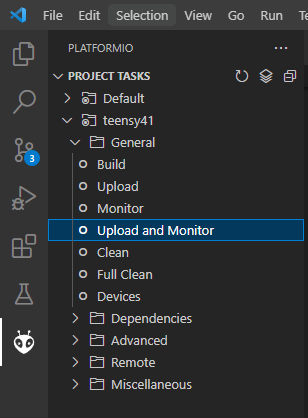 File Edit Selection View Go Run Te
PLATFORMIO ...
PROJECT TASKS
Default
teensy41
General
Build
Upload
3
Monitor
Upload and Monitor
Clean
Full Clean
Devices
Dependencies
Advanced
Remote
Miscellaneous